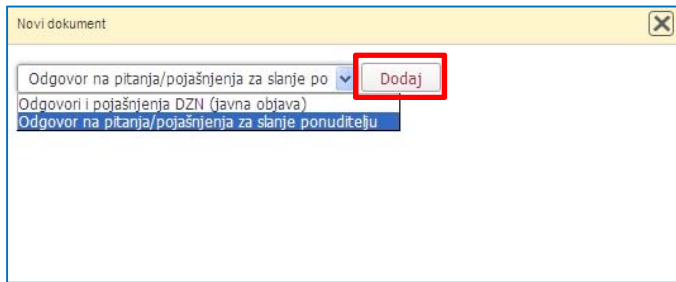 Novi dokument
Odgovor na pitanja/pojašnjenja za slanje po Dodaj
Odgovori i pojašnjenja DZN (javna objava)
Odgovor na pitanja/pojašnjenja za slanje ponuditelju